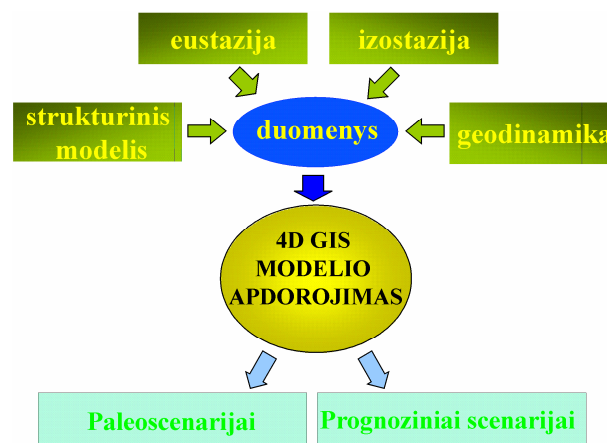 eustazija
izostazija
strukturinis
modelis
duomenys
geodinamika
4D GIS
MODELIO
APDOROJIMAS
Paleoscenarijai
Prognoziniai scenarijai